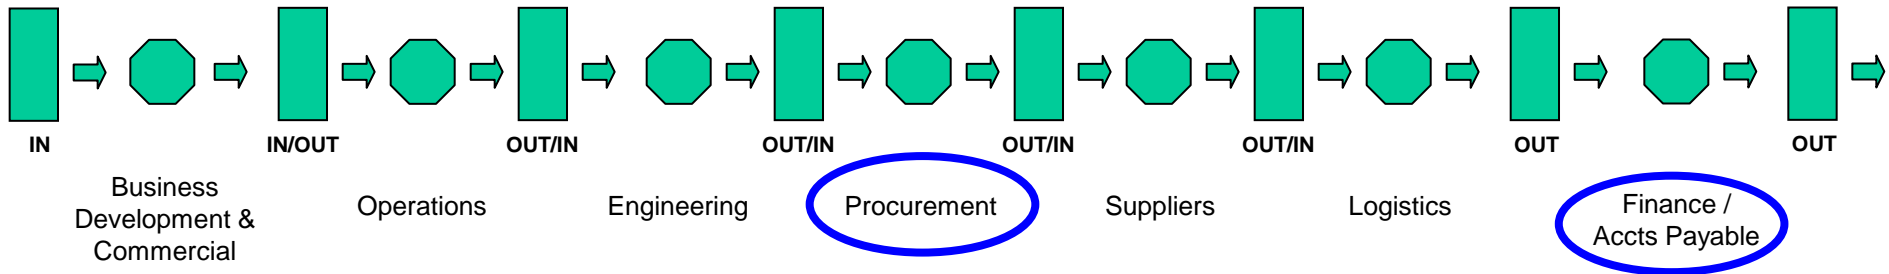 IN
IN/OUT
OUT/IN
OUT/IN
OUT/IN
OUT/IN
OUT
OUT
Business
Development &
Commercial
Operations
Engineering
Procurement
Suppliers
Logistics
Finance /
Accts Payable